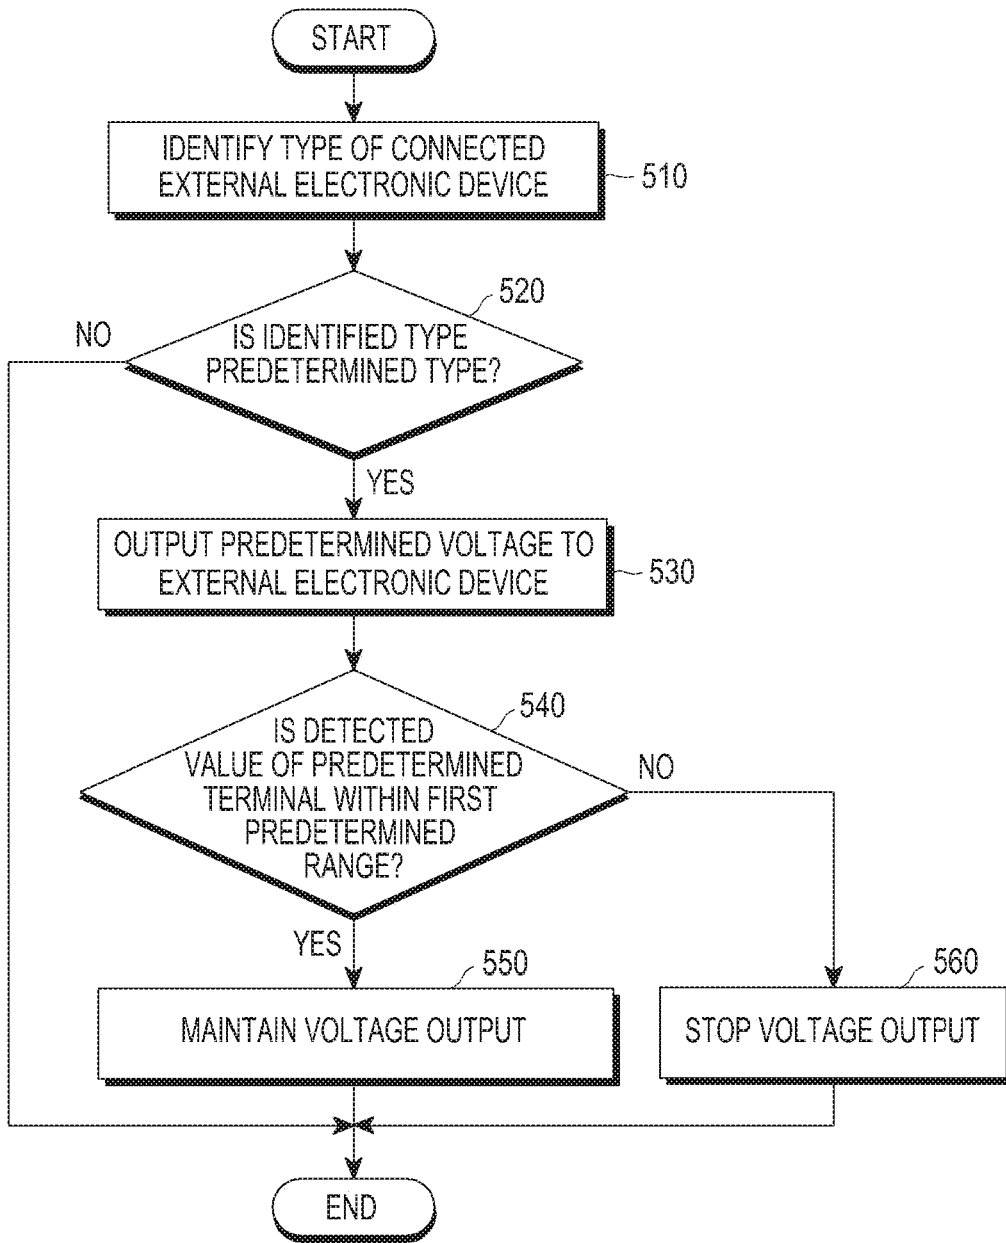 START
IDENTIFY TYPE OF CONNECTED
EXTERNAL ELECTRONIC DEVICE
510
520
NO
IS IDENTIFIED TYPE
PREDETERMINED TYPE?
YES
OUTPUT PREDETERMINED VOLTAGE TO
EXTERNAL ELECTRONIC DEVICE
530
540
IS DETECTED
VALUE OF PREDETERMINED
TERMINAL WITHIN FIRST
PREDETERMINED
RANGE?
NO
YES
550
560
MAINTAIN VOLTAGE OUTPUT
STOP VOLTAGE OUTPUT
END